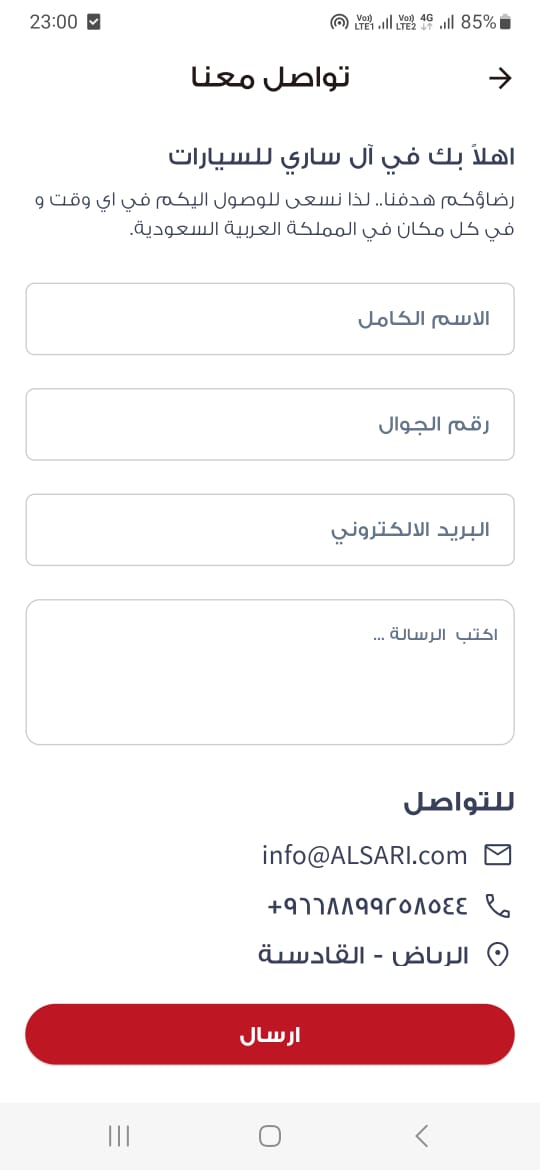 23:00
Vo)) LTE1 Vo)) LTE2 4G 85%
تواصل معنا
اهلاً بك في آل ساري للسيارات
رضاؤكم هدفنا.. لذا نسعى للوصول اليكم في اي وقت و
في كل مكان في المملكة العربية السعودية.
الاسم الكامل
رقم الجوال
البريد الالكتروني
اكتب الرسالة ...
للتواصل
info@ALSARI.com
+٩٦٦٨٨٩٩٢٥٨٥٤٤
الرياض - القادسية
ارسال